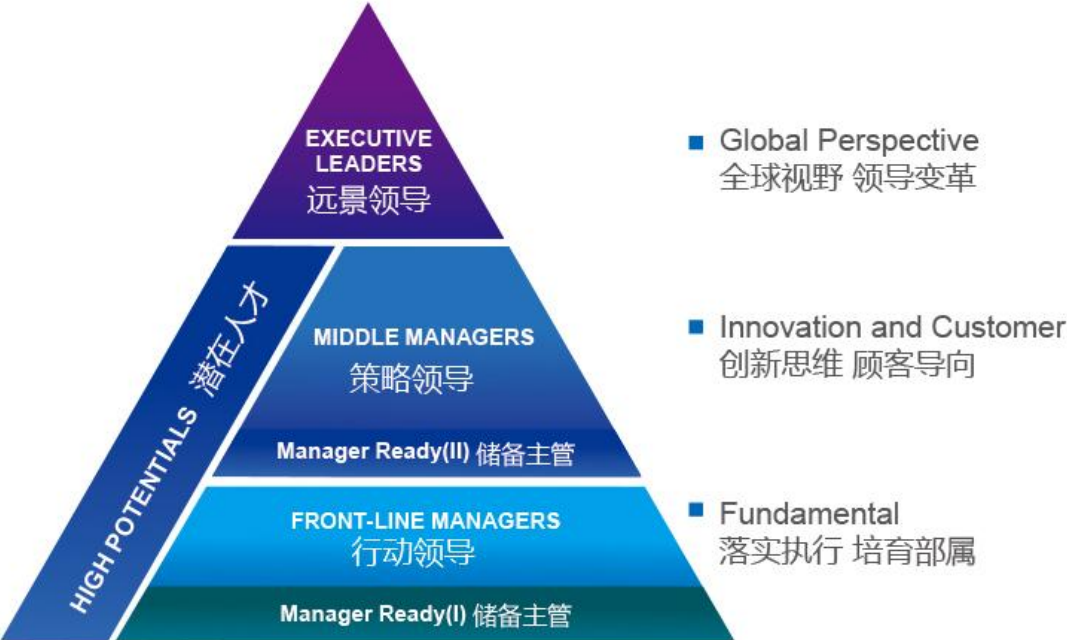 EXECUTIVE
LEADERS
远景领导
Global Perspective
全球视野 领导变革
HIGH POTENTIALS 潜在人才
MIDDLE MANAGERS
策略领导
Manager Ready(II) 储备主管
Innovation and Customer
创新思维 顾客导向
FRONT-LINE MANAGERS
行动领导
Manager Ready(I) 储备主管
Fundamental
落实执行 培育部属